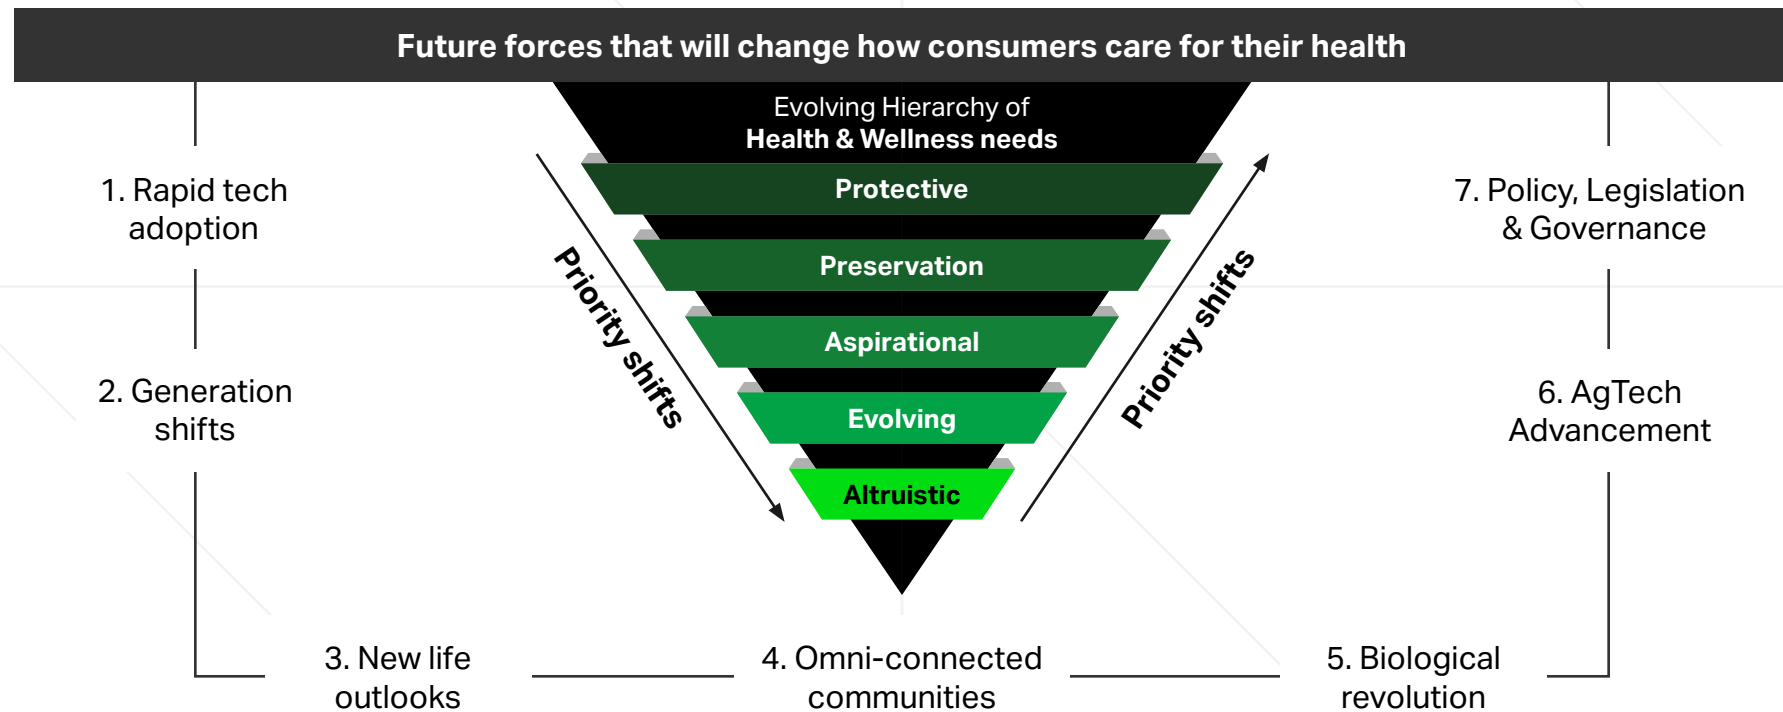 Future forces that will change how consumers care for their health
Evolving Hierarchy of
Health & Wellness needs
Protective
Preservation
Aspirational
Evolving
Altruistic
Priority shifts
Priority shifts
1. Rapid tech
adoption
2. Generation
shifts
3. New life
outlooks
4. Omni-connected
communities
5. Biological
revolution
6. AgTech
Advancement
7. Policy, Legislation
& Governance